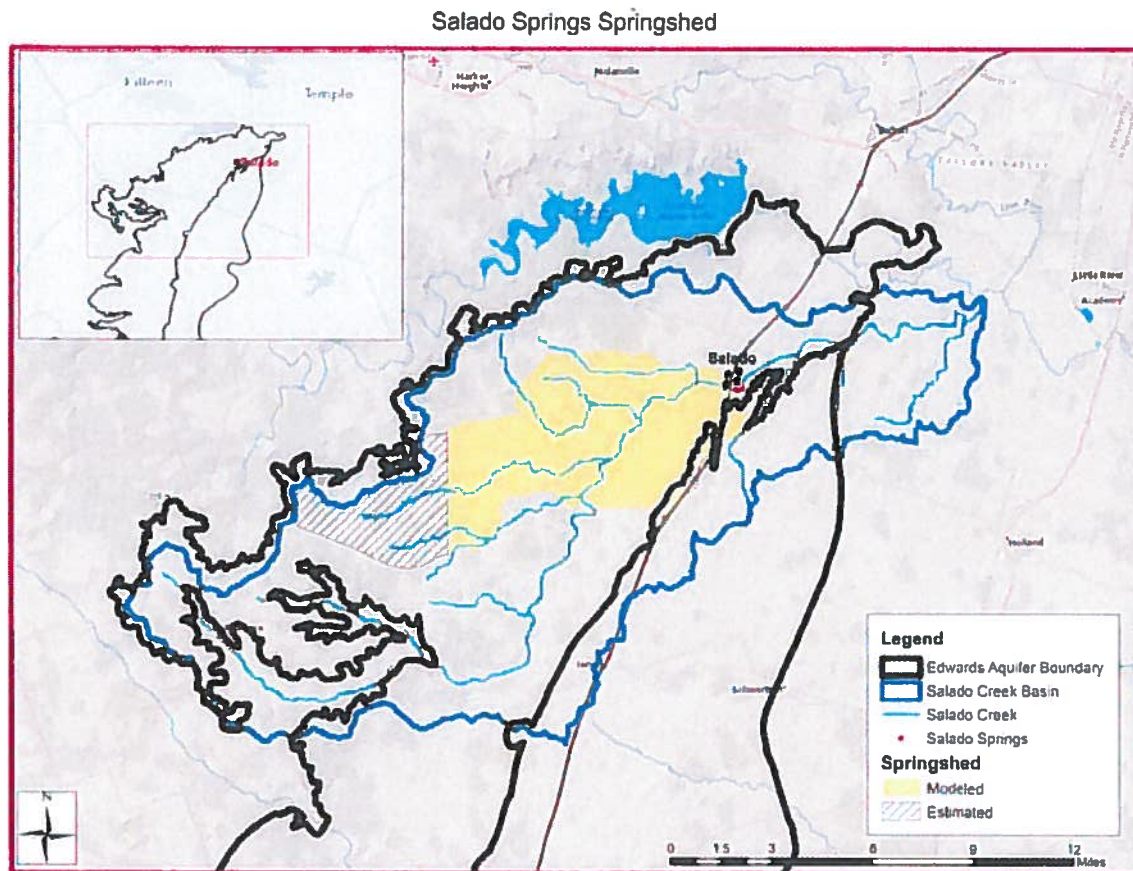 Salado Springs Springshed
Killeen
Temple
Harker
Heights
Nolanville
Belton
Little River
Academy
Salado
Holland
Legend
Edwards Aquifer Boundary
Salado Creek Basin
Salado Creek
Salado Springs
Springshed
Modeled
Estimated
N
0 1.5 3 6 9 12
Miles